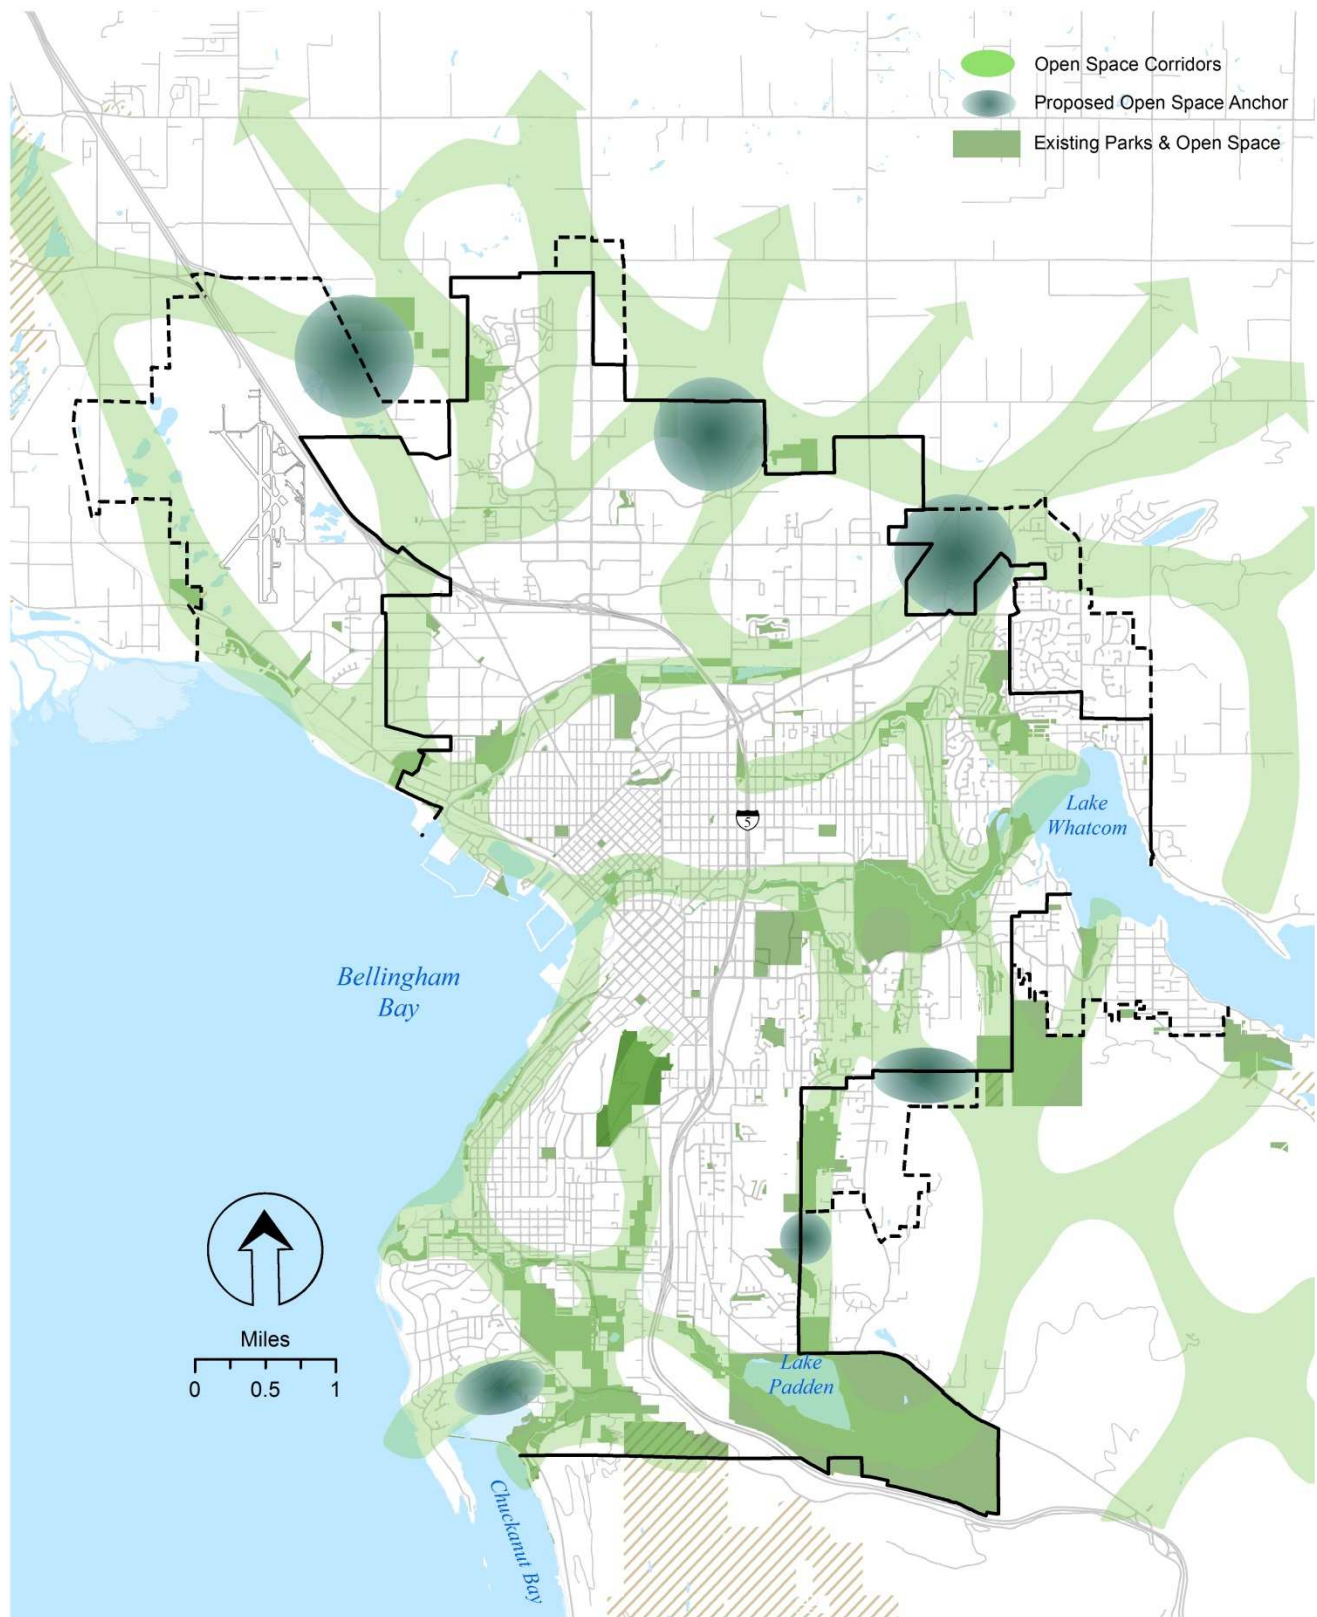 Open Space Corridors
Proposed Open Space Anchor
Existing Parks & Open Space
5
Lake
Whatcom
Bellingham
Bay
Miles
0 0.5 1
Lake
Padden
Chuckanut Bay